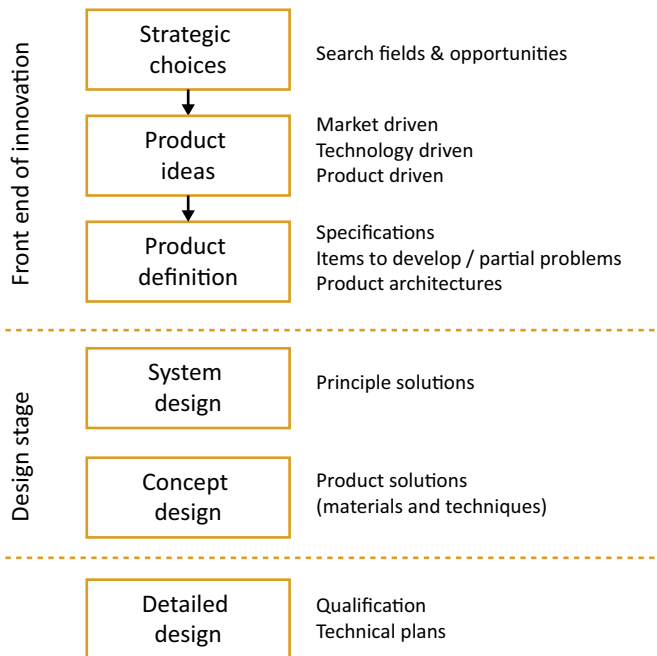 Front end of innovation
Strategic
choices
Search fields & opportunities
Product
ideas
Market driven
Technology driven
Product driven
Product
definition
Specifications
Items to develop / partial problems
Product architectures
Design stage
System
design
Principle solutions
Concept
design
Product solutions
(materials and techniques)
Detailed
design
Qualification
Technical plans